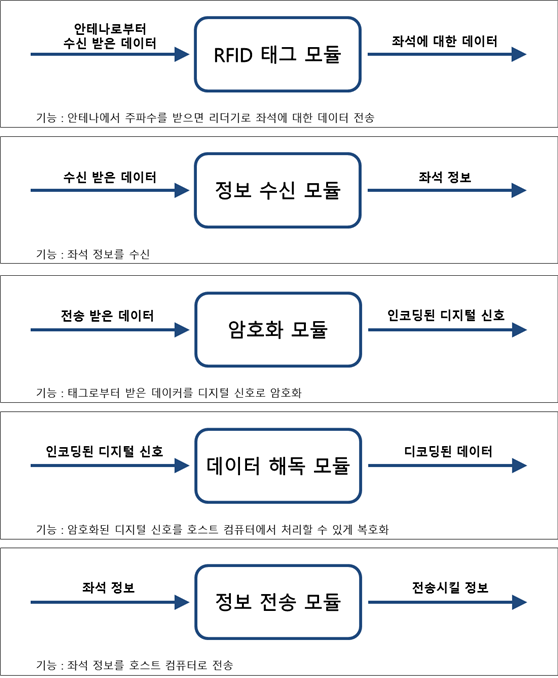 안테나로부터
수신 받은 데이터
RFID 태그 모듈
좌석에 대한 데이터
기능 : 안테나에서 주파수를 받으면 리더기로 좌석에 대한 데이터 전송
수신 받은 데이터
정보 수신 모듈
좌석 정보
기능 : 좌석 정보를 수신
전송 받은 데이터
암호화 모듈
인코딩된 디지털 신호
기능 : 태그로부터 받은 데이커를 디지털 신호로 암호화
인코딩된 디지털 신호
데이터 해독 모듈
디코딩된 데이터
기능 : 암호화된 디지털 신호를 호스트 컴퓨터에서 처리할 수 있게 복호화
좌석 정보
정보 전송 모듈
전송시킬 정보
기능 : 좌석 정보를 호스트 컴퓨터로 전송